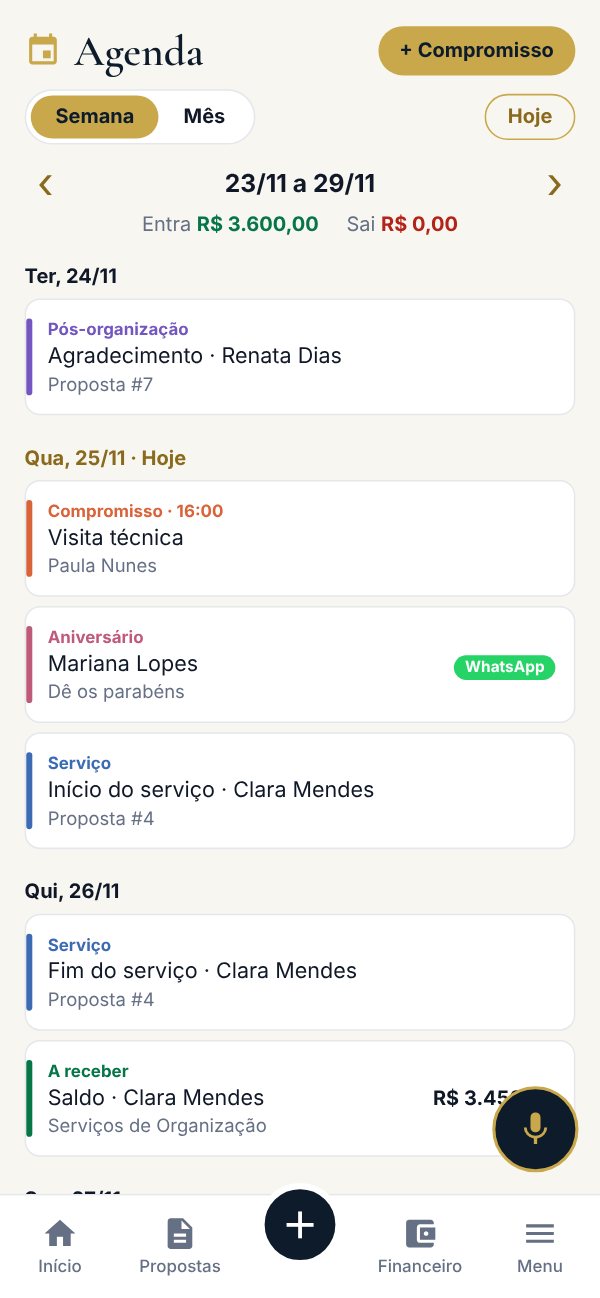 Agenda
+ Compromisso
Semana
Mês
Hoje
‹ 23/11 a 29/11 ›
Entra R$ 3.600,00 Sai R$ 0,00
Ter, 24/11
Pós-organização
Agradecimento · Renata Dias
Proposta #7
Qua, 25/11 · Hoje
Compromisso · 16:00
Visita técnica
Paula Nunes
Aniversário
Mariana Lopes
WhatsApp
Dê os parabéns
Serviço
Início do serviço · Clara Mendes
Proposta #4
Qui, 26/11
Serviço
Fim do serviço · Clara Mendes
Proposta #4
A receber
Saldo · Clara Mendes
R$
Serviços de Organização
Início
Propostas
Financeiro
Menu